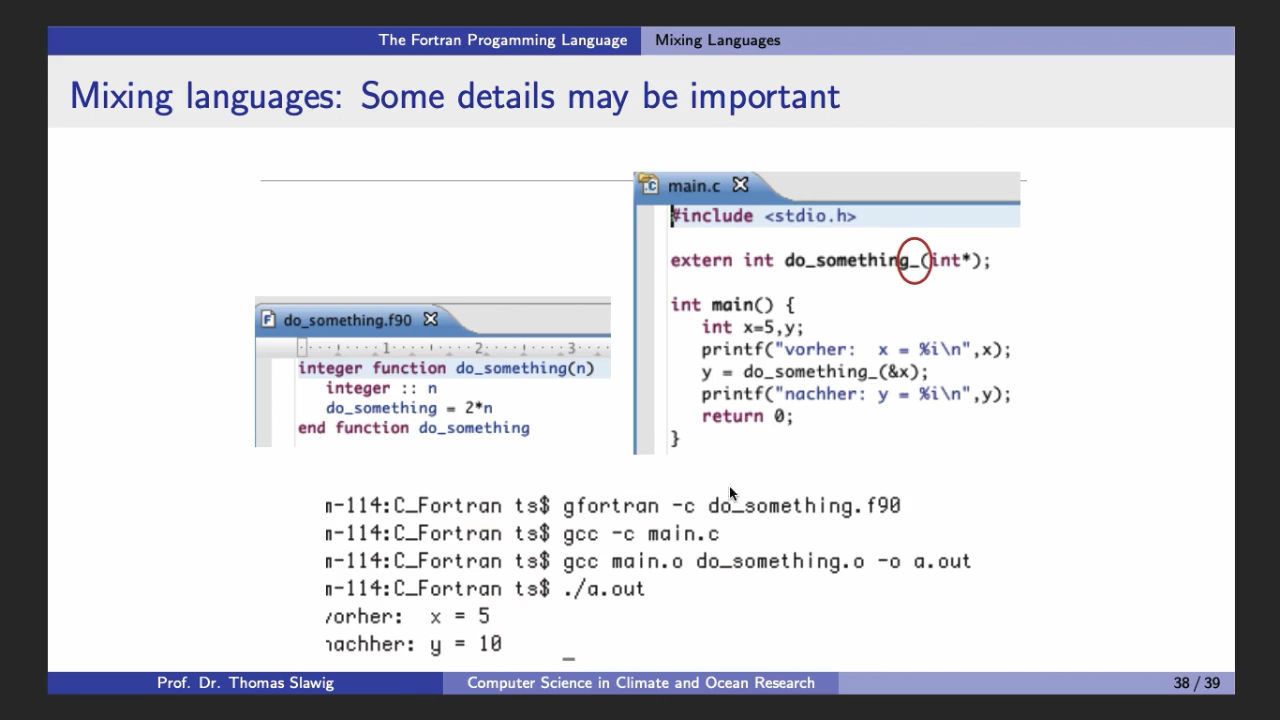 The Fortran Progamming Language Mixing Languages
Mixing languages: Some details may be important
main.c
#include <stdio.h>
extern int do_something_(int*);
int main() {
int x=5,y;
printf("vorher:  x = %i\n",x);
y = do_something_(&x);
printf("nachher: y = %i\n",y);
return 0;
}
do_something.f90
1 2 3
integer function do_something(n)
integer :: n
do_something = 2*n
end function do_something
m-114:C_Fortran ts$ gfortran -c do_something.f90
m-114:C_Fortran ts$ gcc -c main.c
m-114:C_Fortran ts$ gcc main.o do_something.o -o a.out
m-114:C_Fortran ts$ ./a.out
vorher:  x = 5
nachher: y = 10
Prof. Dr. Thomas Slawig Computer Science in Climate and Ocean Research 38 / 39